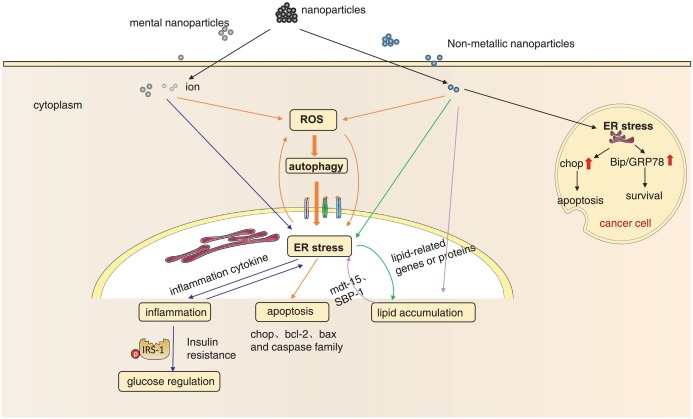 nanoparticles
mental nanoparticles
Non-metallic nanoparticles
ion
cytoplasm
ROS
autophagy
ER stress
chop
Bip/GRP78
apoptosis
survival
cancer cell
ER stress
inflammation cytokine
lipid-related
genes or proteins
mdt-15、
SBP-1
inflammation
apoptosis
lipid accumulation
chop、bcl-2、bax
and caspase family
P
IRS-1
Insulin
resistance
glucose regulation